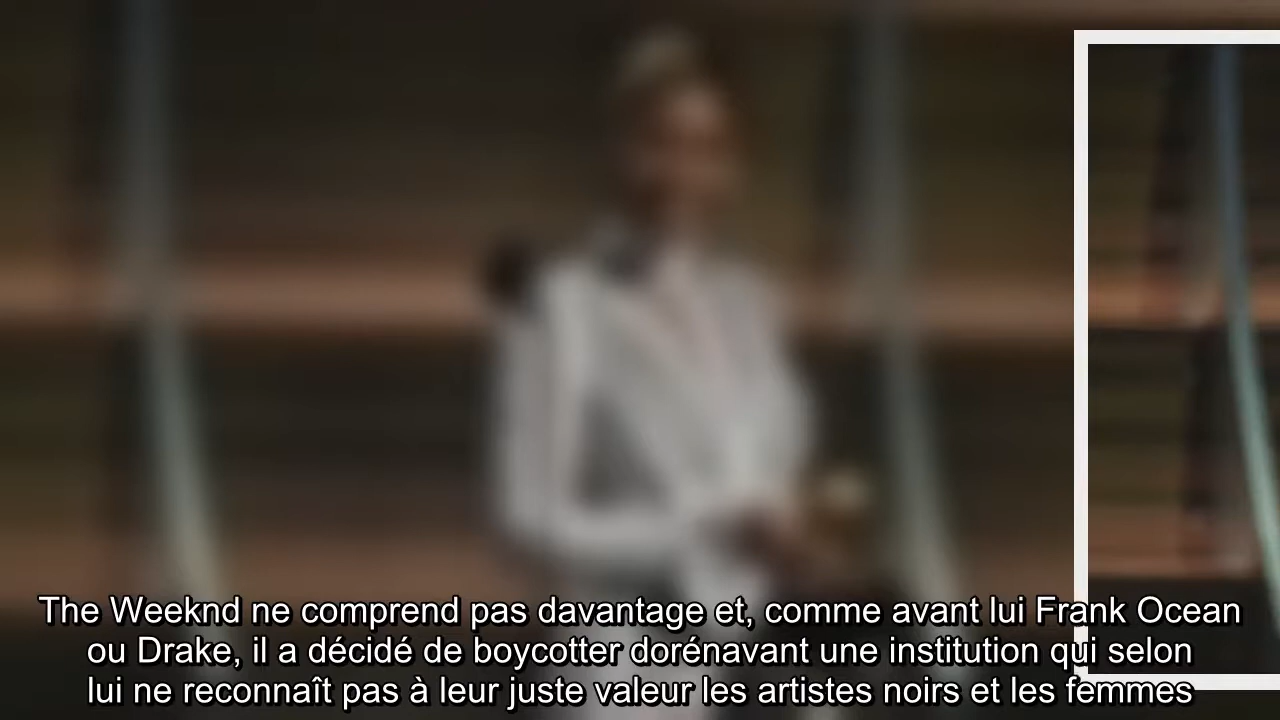 The Weeknd ne comprend pas davantage et, comme avant lui Frank Ocean
ou Drake, il a décidé de boycotter dorénavant une institution qui selon
lui ne reconnaît pas à leur juste valeur les artistes noirs et les femmes